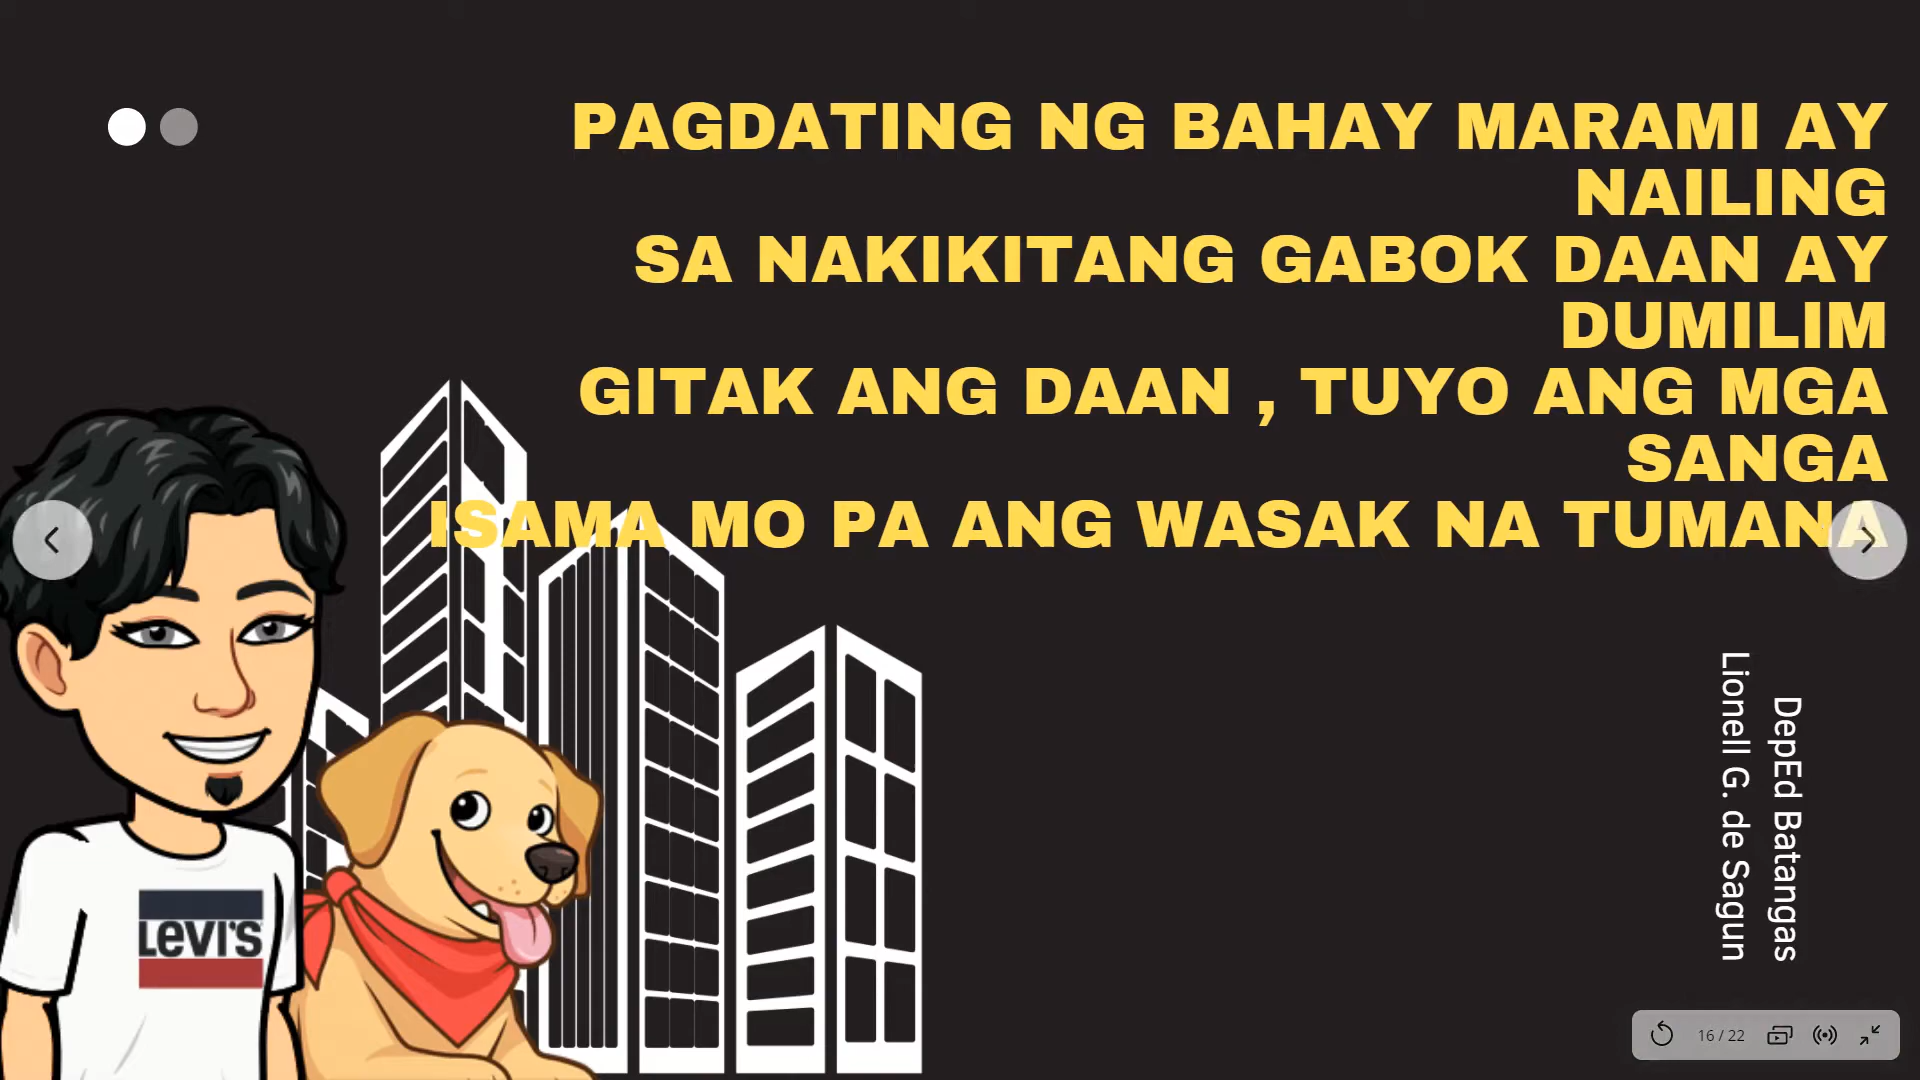 PAGDATING NG BAHAY MARAMI AY
NAILING
SA NAKIKITANG GABOK DAAN AY
DUMILIM
GITAK ANG DAAN , TUYO ANG MGA
SANGA
ISAMA MO PA ANG WASAK NA TUMANA
LEVI'S
DepEd Batangas
Lionell G. de Sagun
16 / 22